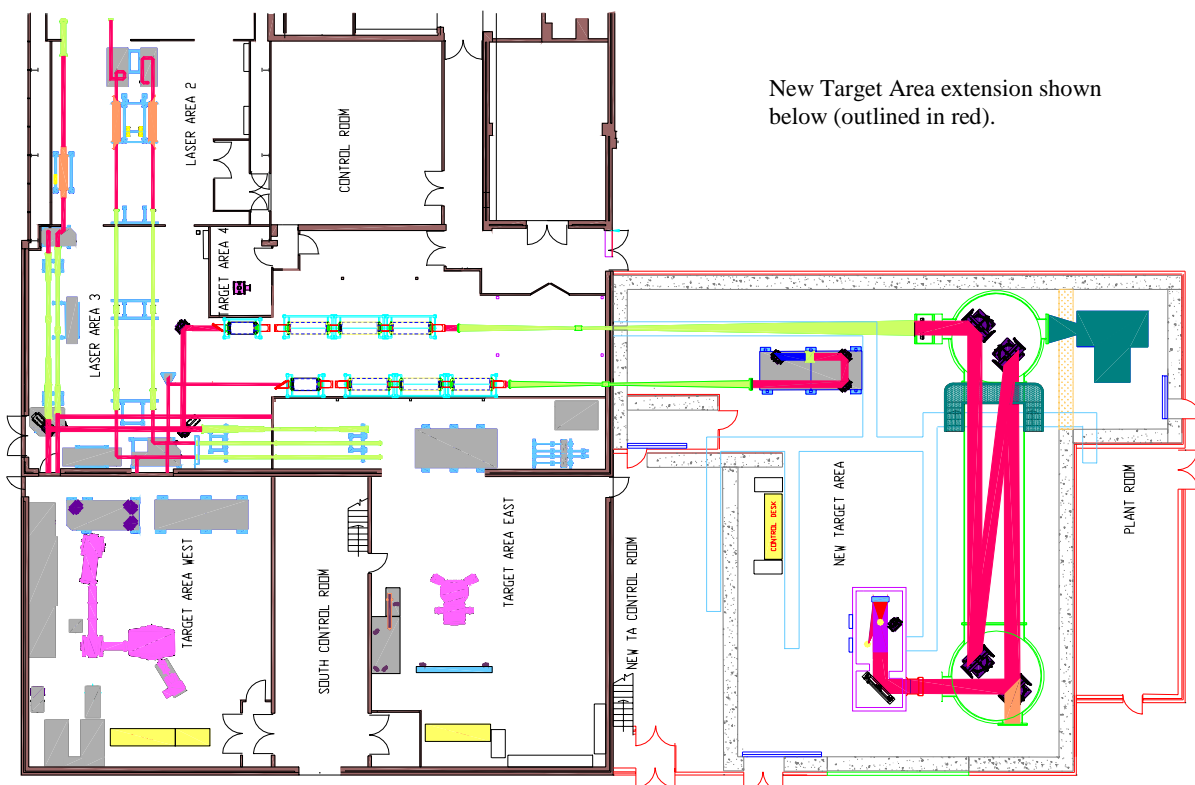 New Target Area extension shown
below (outlined in red).
LASER AREA 2
CONTROL ROOM
TARGET AREA 4
LASER AREA 3
TARGET AREA WEST
SOUTH CONTROL ROOM
TARGET AREA EAST
NEW TA CONTROL ROOM
CONTROL DESK
NEW TARGET AREA
PLANT ROOM